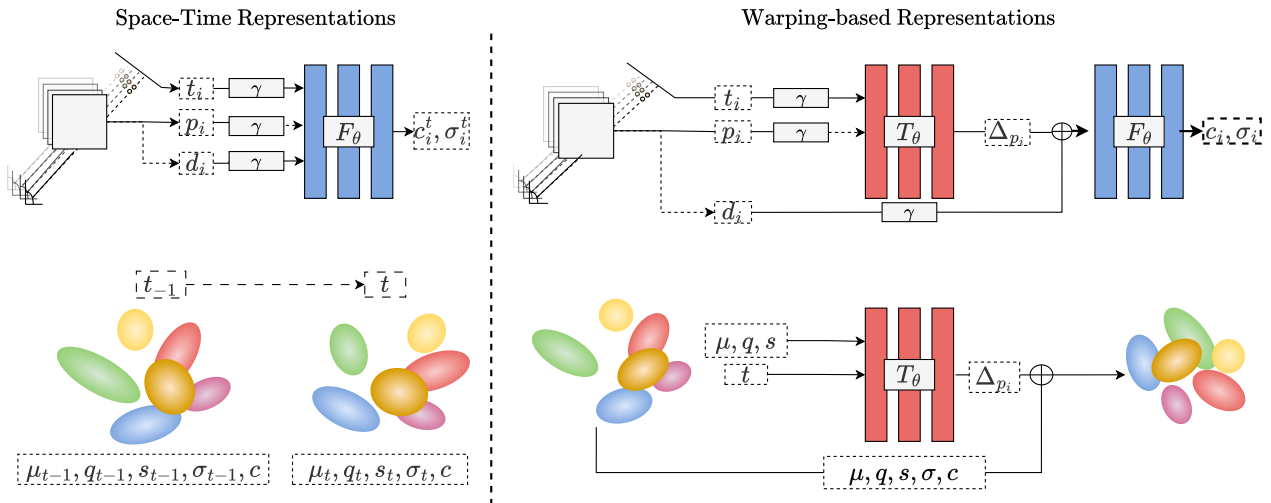 Space-Time Representations
Warping-based Representations
t_i γ
p_i γ F_θ c_i^t, σ_i^t
d_i γ
t_i γ
p_i γ T_θ Δ_{p_i} F_θ c_i, σ_i
d_i γ
t_{−1} t
μ_{t−1}, q_{t−1}, s_{t−1}, σ_{t−1}, c
μ_t, q_t, s_t, σ_t, c
μ, q, s
t T_θ Δ_{p_i}
μ, q, s, σ, c